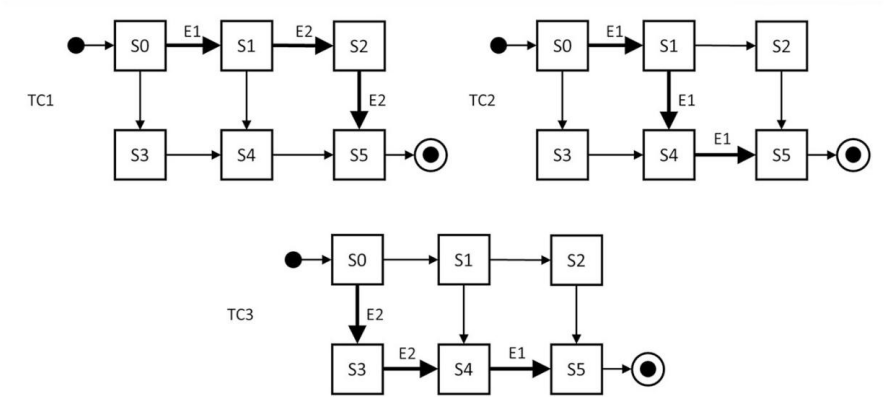 E1 E2 E1
S0 S1 S2 S0 S1 S2
TC1 E2 TC2 E1
E1
S3 S4 S5 S3 S4 S5
S0 S1 S2
TC3 E2
E2 E1
S3 S4 S5